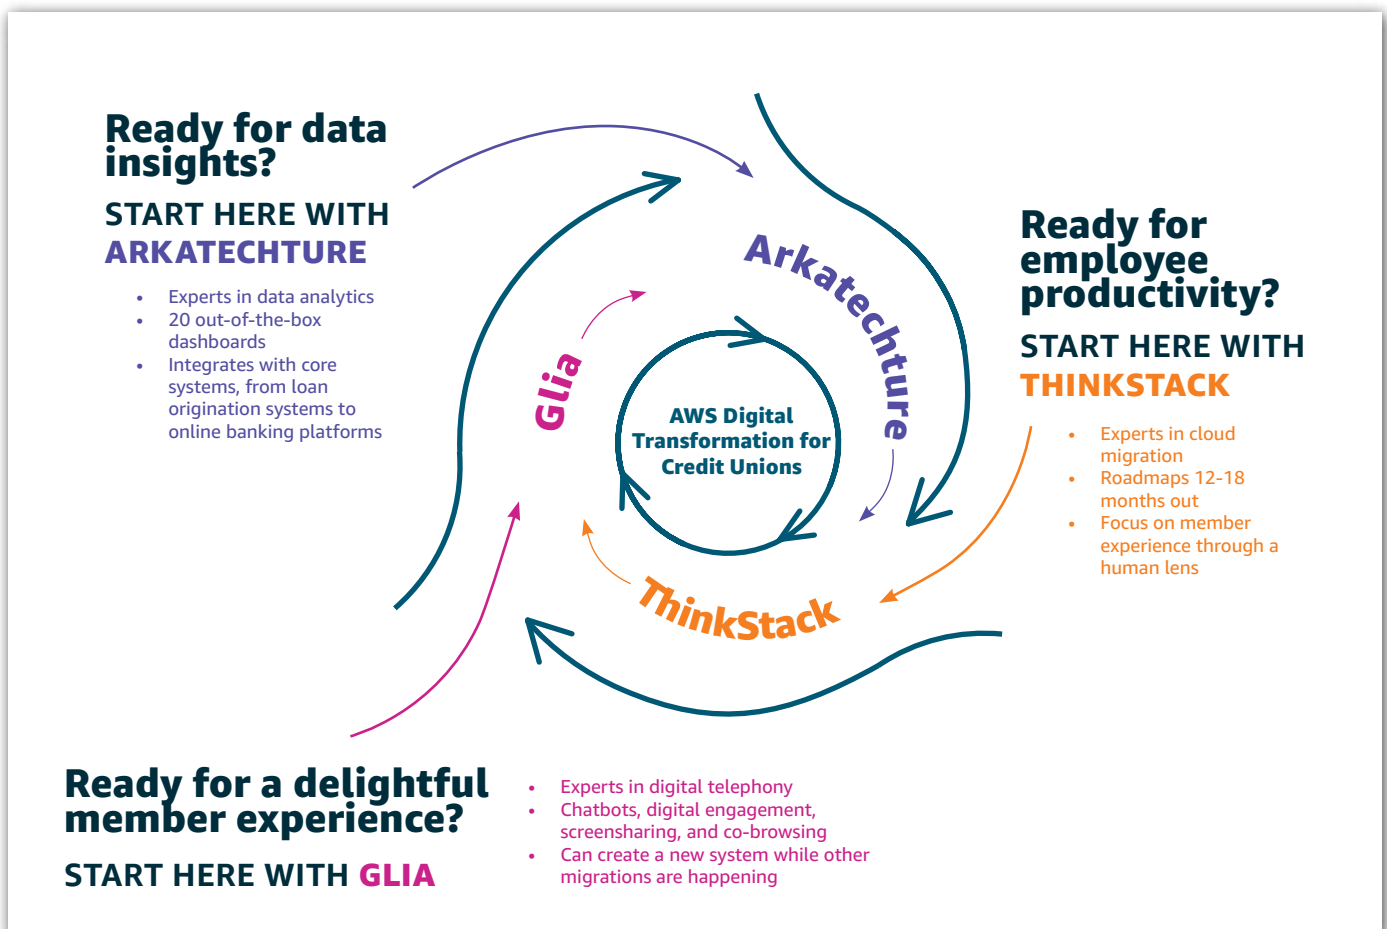 Ready for data
insights?
START HERE WITH
ARKATECHTURE
• Experts in data analytics
• 20 out-of-the-box
dashboards
• Integrates with core
systems, from loan
origination systems to
online banking platforms
Arkatechture
Glia
ThinkStack
AWS Digital
Transformation for
Credit Unions
Ready for
employee
productivity?
START HERE WITH
THINKSTACK
• Experts in cloud
migration
• Roadmaps 12-18
months out
• Focus on member
experience through a
human lens
Ready for a delightful
member experience?
START HERE WITH GLIA
• Experts in digital telephony
• Chatbots, digital engagement,
screensharing, and co-browsing
• Can create a new system while other
migrations are happening